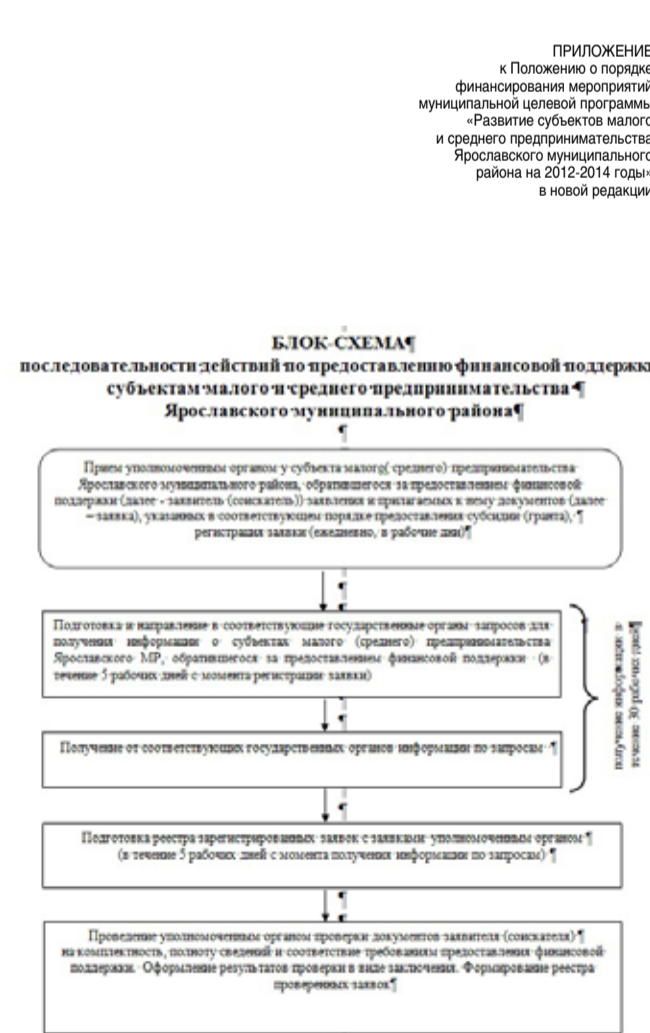 ПРИЛОЖЕНИЕ
к Положению о порядке
финансирования мероприятий
муниципальной целевой программы
«Развитие субъектов малого
и среднего предпринимательства
Ярославского муниципального
района на 2012-2014 годы»
в новой редакции
БЛОК-СХЕМА¶
последовательности действий по предоставлению финансовой поддержки
субъектам малого и среднего предпринимательства ¶
Ярославского муниципального района¶
¶
Прием уполномоченным органом у субъекта малого( среднего) предпринимательства
Ярославского муниципального района, обратившегося за предоставлением финансовой
поддержки (далее - заявитель (соискатель)) заявления и прилагаемых к нему документов (далее
– заявка), указанных в соответствующем порядке предоставления субсидии (гранта), ¶
регистрация заявки (ежедневно, в рабочие дни)¶
¶
Подготовка и направление в соответствующие государственные органы запросов для
получения информации о субъектах малого (среднего) предпринимательства
Ярославского МР, обратившегося за предоставлением финансовой поддержки (в
течение 5 рабочих дней с момента регистрации заявки)
¶
Получение от соответствующих государственных органов информации по запросам ¶
получение информации в
течение 30 рабочих дней¶
¶
Подготовка реестра зарегистрированных заявок с заявками уполномоченным органом ¶
(в течение 5 рабочих дней с момента получения информации по запросам) ¶
¶
Проведение уполномоченным органом проверки документов заявителя (соискателя) ¶
на комплектность, полноту сведений и соответствие требованиям предоставления финансовой
поддержки. Оформление результатов проверки в виде заключения. Формирование реестра
проверенных заявок¶